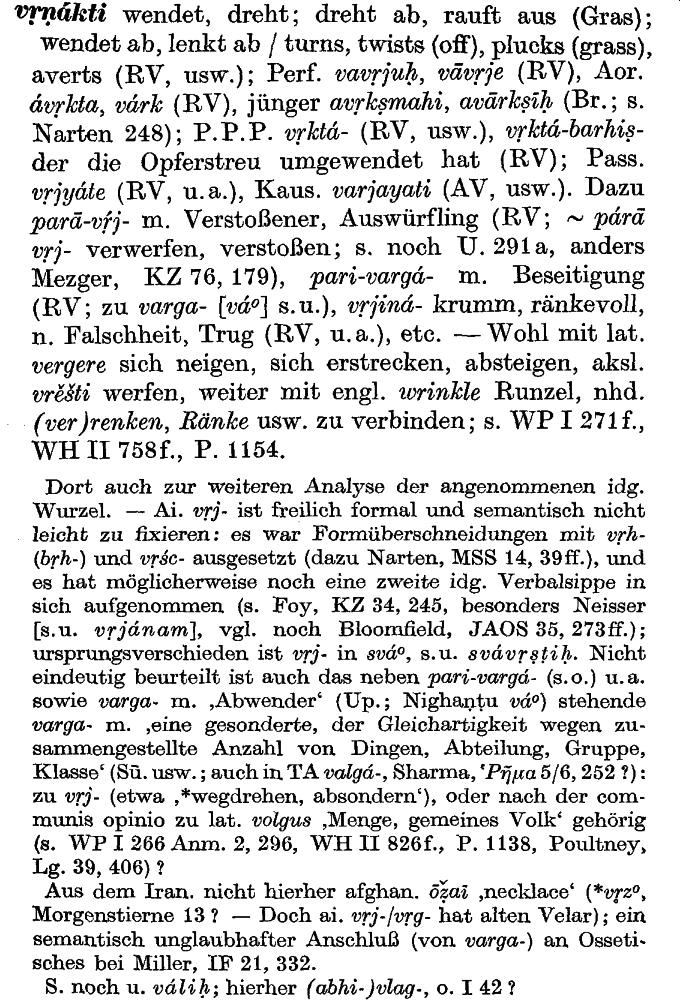 vṛṇákti wendet, dreht; dreht ab, rauft aus (Gras);
wendet ab, lenkt ab / turns, twists (off), plucks (grass),
averts (RV, usw.); Perf. vavṛjuḥ, vāvṛje (RV), Aor.
ávṛkta, várk (RV), jünger avṛkṣmahi, avārkṣīḥ (Br.; s.
Narten 248); P.P.P. vṛktá- (RV, usw.), vṛktá-barhiṣ-
der die Opferstreu umgewendet hat (RV); Pass.
vṛjyáte (RV, u.a.), Kaus. varjayati (AV, usw.). Dazu
parā-vṛ́j- m. Verstoßener, Auswürfling (RV; ~ párā
vṛj- verwerfen, verstoßen; s. noch U. 291a, anders
Mezger, KZ 76, 179), pari-vargá- m. Beseitigung
(RV; zu varga- [vá°] s.u.), vṛjiná- krumm, ränkevoll,
n. Falschheit, Trug (RV, u.a.), etc. — Wohl mit lat.
vergere sich neigen, sich erstrecken, absteigen, aksl.
vrěšti werfen, weiter mit engl. wrinkle Runzel, nhd.
(ver)renken, Ränke usw. zu verbinden; s. WP I 271f.,
WH II 758f., P. 1154.
Dort auch zur weiteren Analyse der angenommenen idg.
Wurzel. — Ai. vṛj- ist freilich formal und semantisch nicht
leicht zu fixieren: es war Formüberschneidungen mit vṛh-
(bṛh-) und vṛśc- ausgesetzt (dazu Narten, MSS 14, 39ff.), und
es hat möglicherweise noch eine zweite idg. Verbalsippe in
sich aufgenommen (s. Foy, KZ 34, 245, besonders Neisser
[s.u. vṛjánam], vgl. noch Bloomfield, JAOS 35, 273ff.);
ursprungsverschieden ist vṛj- in svá°, s.u. svávṛṣṭiḥ. Nicht
eindeutig beurteilt ist auch das neben pari-vargá- (s.o.) u.a.
sowie varga- m. ‚Abwender‘ (Up.; Nighaṇṭu vá°) stehende
varga- m. ‚eine gesonderte, der Gleichartigkeit wegen zu-
sammengestellte Anzahl von Dingen, Abteilung, Gruppe,
Klasse‘ (Sū. usw.; auch in TA valgá-, Sharma, ῾Ρῆμα 5/6, 252 ?):
zu vṛj- (etwa ‚*wegdrehen, absondern‘), oder nach der com-
munis opinio zu lat. volgus ‚Menge, gemeines Volk‘ gehörig
(s. WP I 266 Anm. 2, 296, WH II 826f., P. 1138, Poultney,
Lg. 39, 406) ?
Aus dem Iran. nicht hierher afghan. ōẓ̌aī ‚necklace‘ (*vṛz°,
Morgenstierne 13 ? — Doch ai. vṛj-/vṛg- hat alten Velar); ein
semantisch unglaubhafter Anschluß (von varga-) an Osseti-
sches bei Miller, IF 21, 332.
S. noch u. váliḥ; hierher (abhi-)vlag-, o. I 42 ?